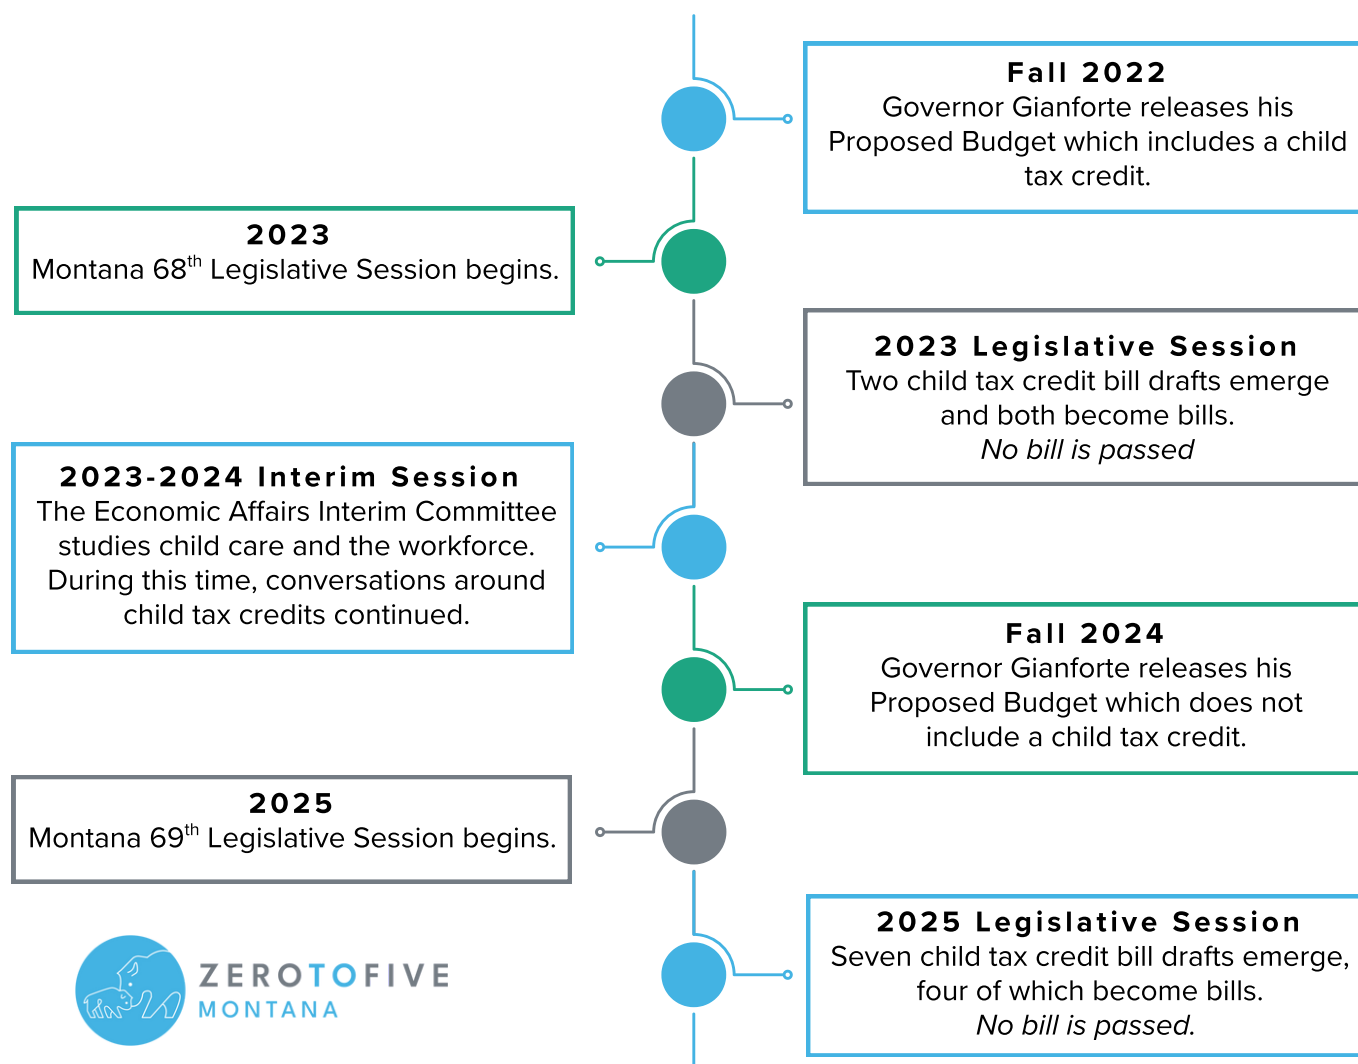 Fall 2022
Governor Gianforte releases his
Proposed Budget which includes a child
tax credit.
2023
Montana 68th Legislative Session begins.
2023 Legislative Session
Two child tax credit bill drafts emerge
and both become bills.
No bill is passed
2023-2024 Interim Session
The Economic Affairs Interim Committee
studies child care and the workforce.
During this time, conversations around
child tax credits continued.
Fall 2024
Governor Gianforte releases his
Proposed Budget which does not
include a child tax credit.
2025
Montana 69th Legislative Session begins.
2025 Legislative Session
Seven child tax credit bill drafts emerge,
four of which become bills.
No bill is passed.
ZEROTOFIVE
MONTANA